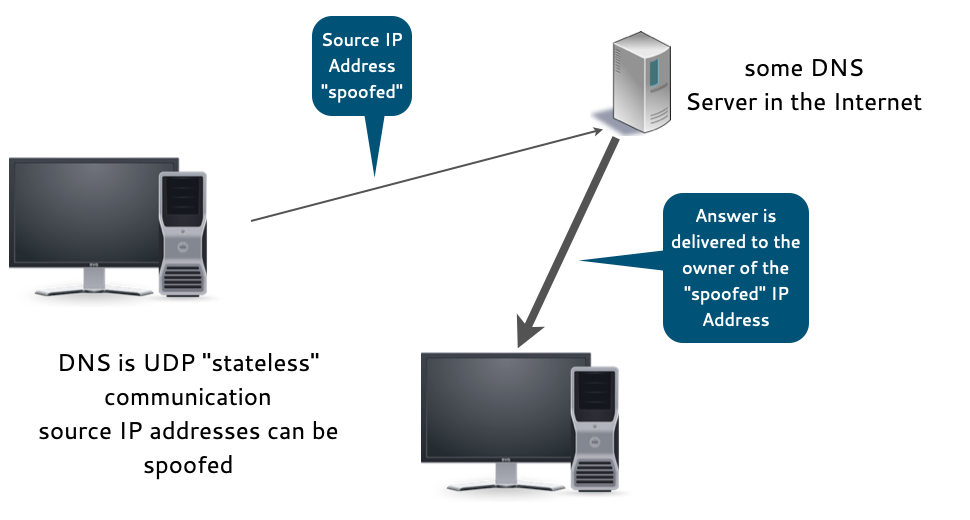 Source IP
Address
"spoofed"
some DNS
Server in the Internet
Answer is
delivered to the
owner of the
"spoofed" IP
Address
DNS is UDP "stateless"
communication
source IP addresses can be
spoofed